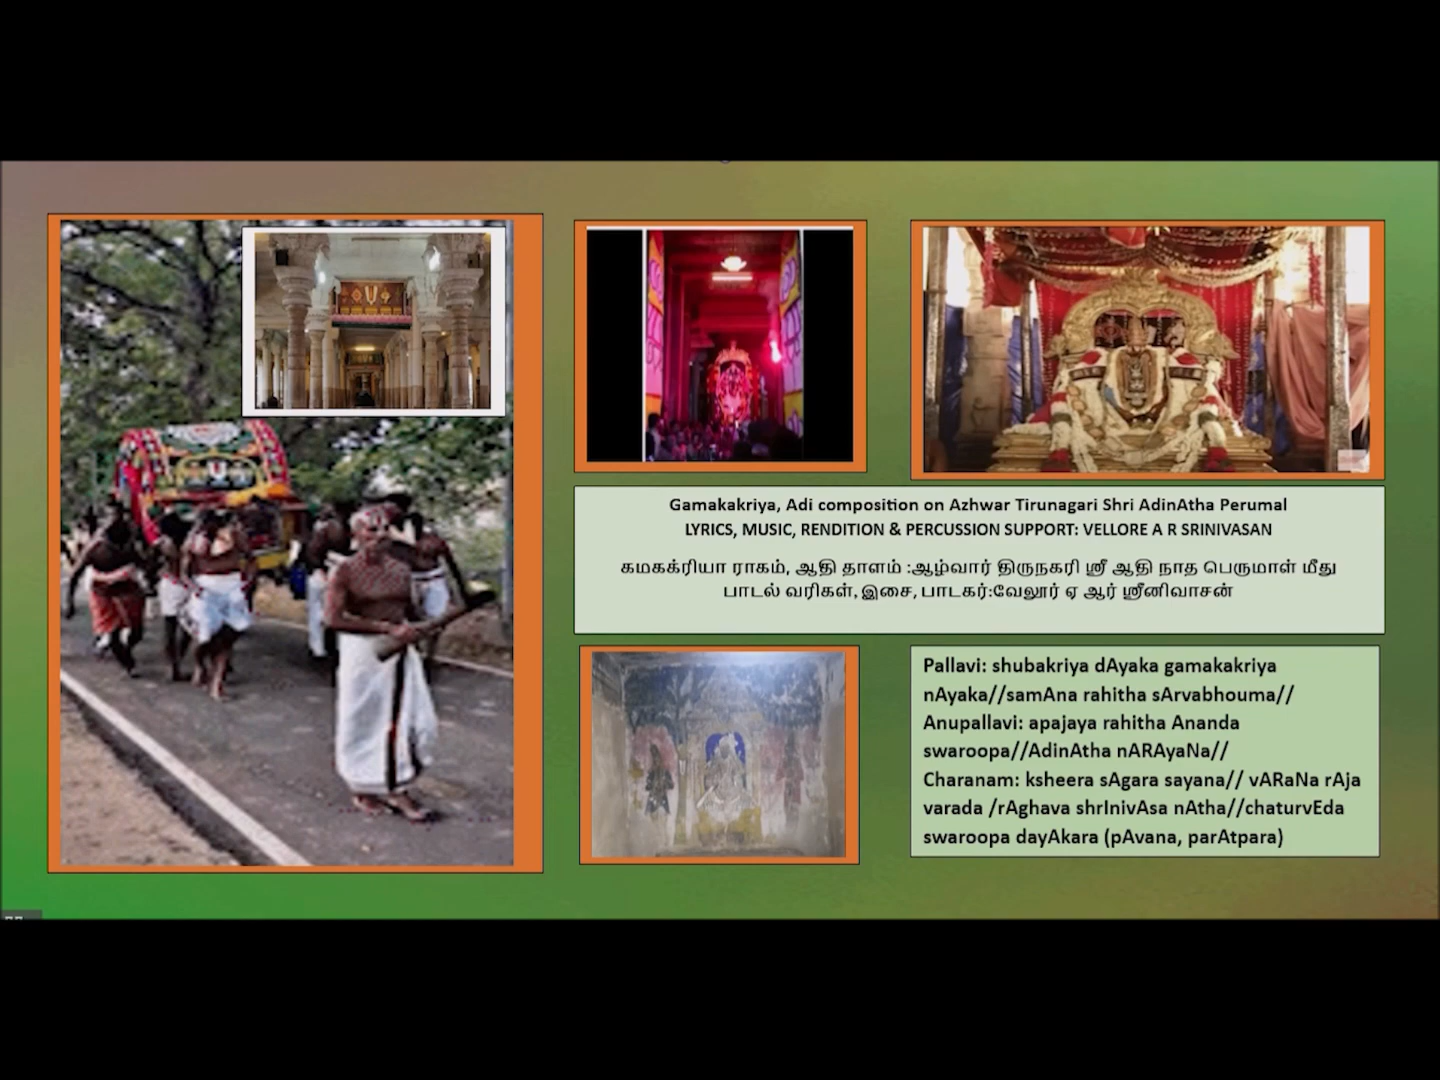 Gamakakriya, Adi composition on Azhwar Tirunagari Shri AdinAtha Perumal
LYRICS, MUSIC, RENDITION & PERCUSSION SUPPORT: VELLORE A R SRINIVASAN
கமகக்ரியா ராகம், ஆதி தாளம் :ஆழ்வார் திருநகரி ஸ்ரீ ஆதி நாத பெருமாள் மீது
பாடல் வரிகள், இசை, பாடகர்:வேலூர் ஏ ஆர் ஸ்ரீனிவாசன்
Pallavi: shubakriya dAyaka gamakakriya
nAyaka//samAna rahitha sArvabhouma//
Anupallavi: apajaya rahitha Ananda
swaroopa//AdinAtha nARAyaNa//
Charanam: ksheera sAgara sayana// vARaNa rAja
varada /rAghava shrInivAsa nAtha//chaturvEda
swaroopa dayAkara (pAvana, parAtpara)